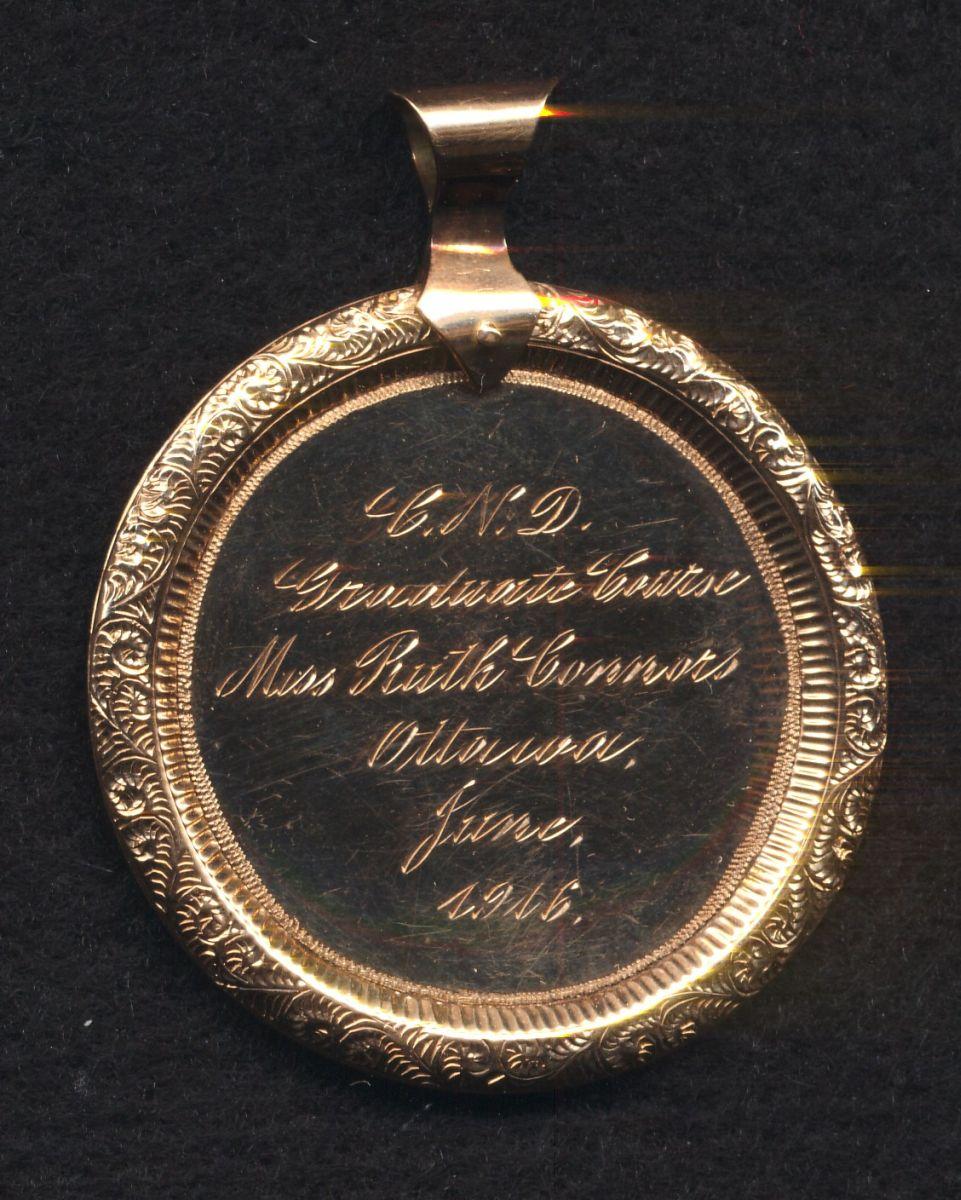 C.N.D.
Graduate Course
Miss Ruth Connors
Ottawa,
June,
1916.